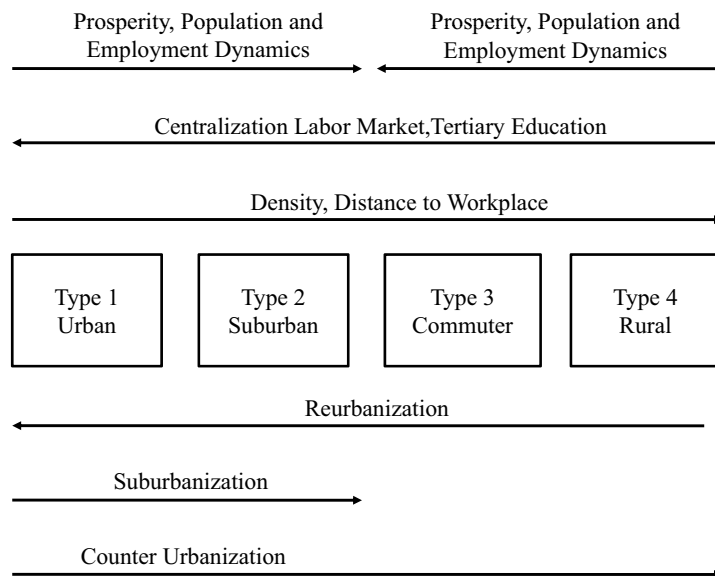 Prosperity, Population and
Employment Dynamics
Prosperity, Population and
Employment Dynamics
Centralization Labor Market,Tertiary Education
Density, Distance to Workplace
Type 1
Urban
Type 2
Suburban
Type 3
Commuter
Type 4
Rural
Reurbanization
Suburbanization
Counter Urbanization